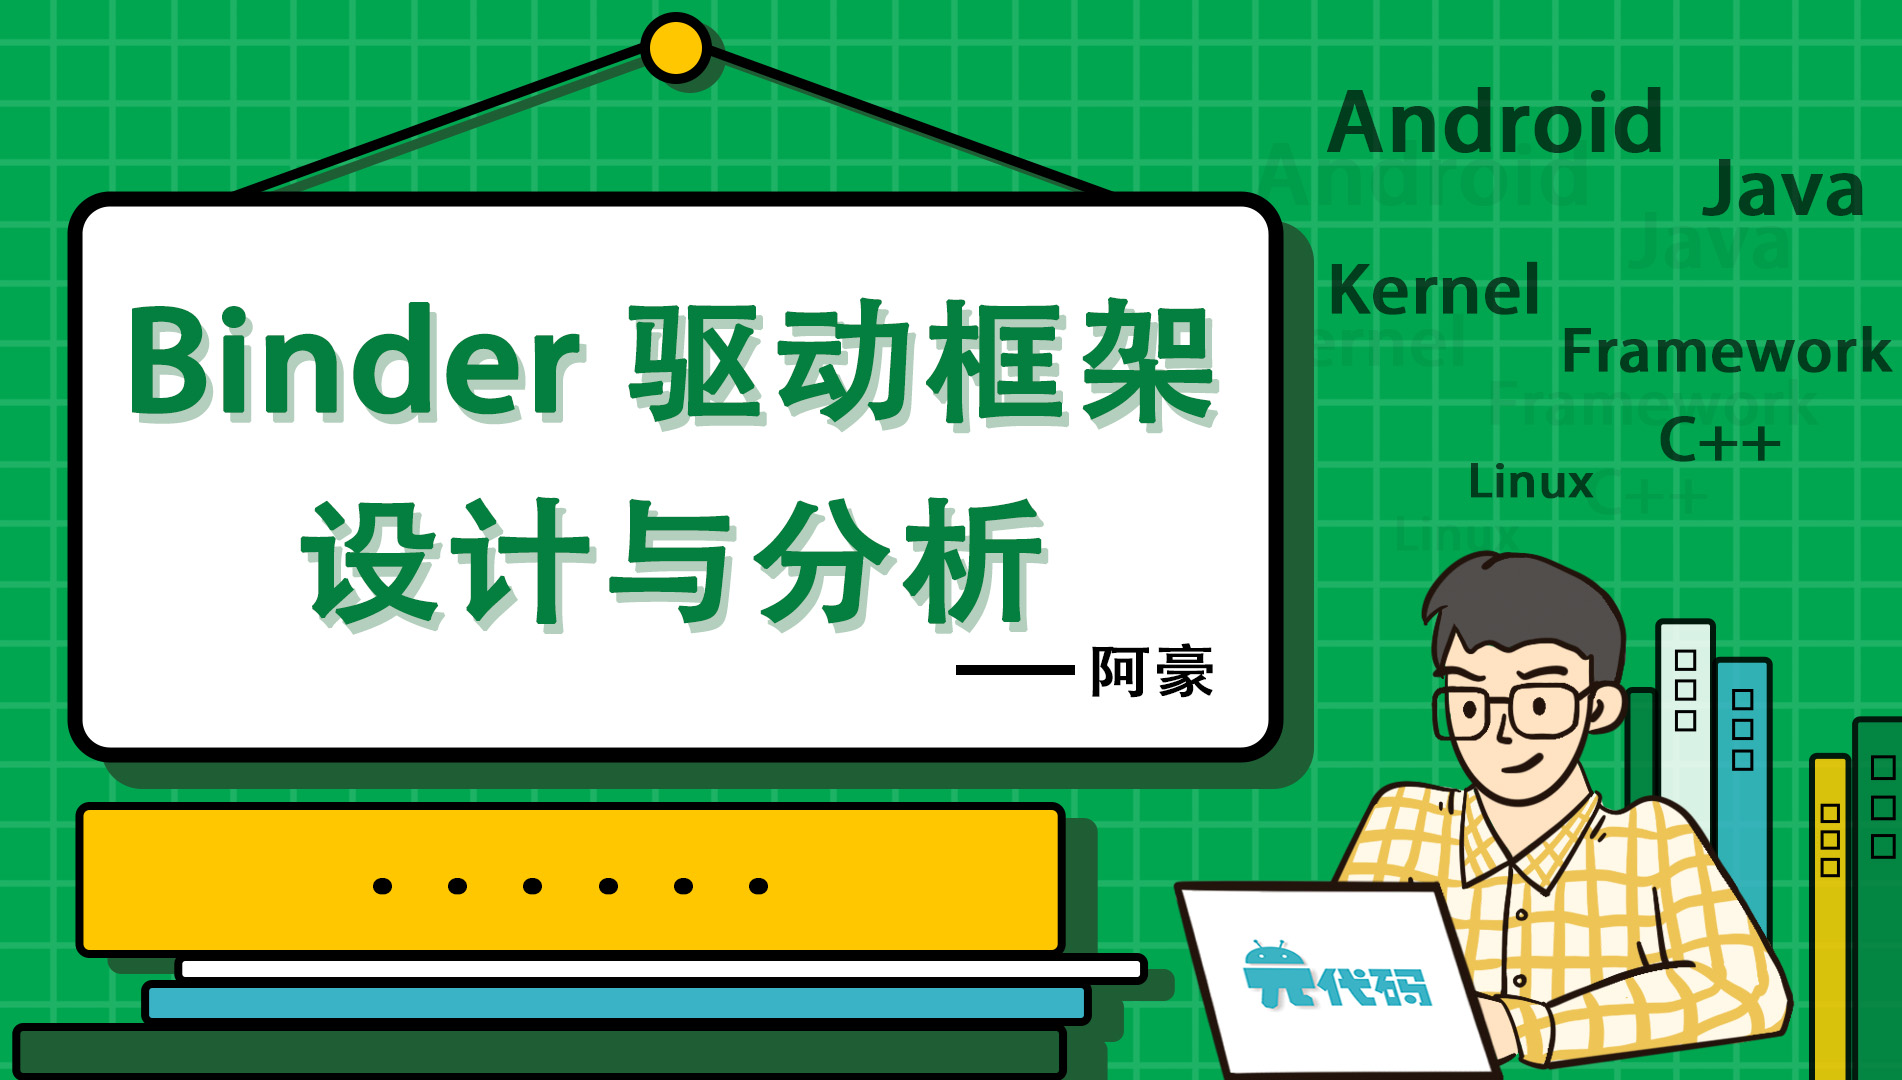 Binder 驱动框架
设计与分析
—— 阿豪
Android
Java
Kernel
Framework
C++
Linux
元代码